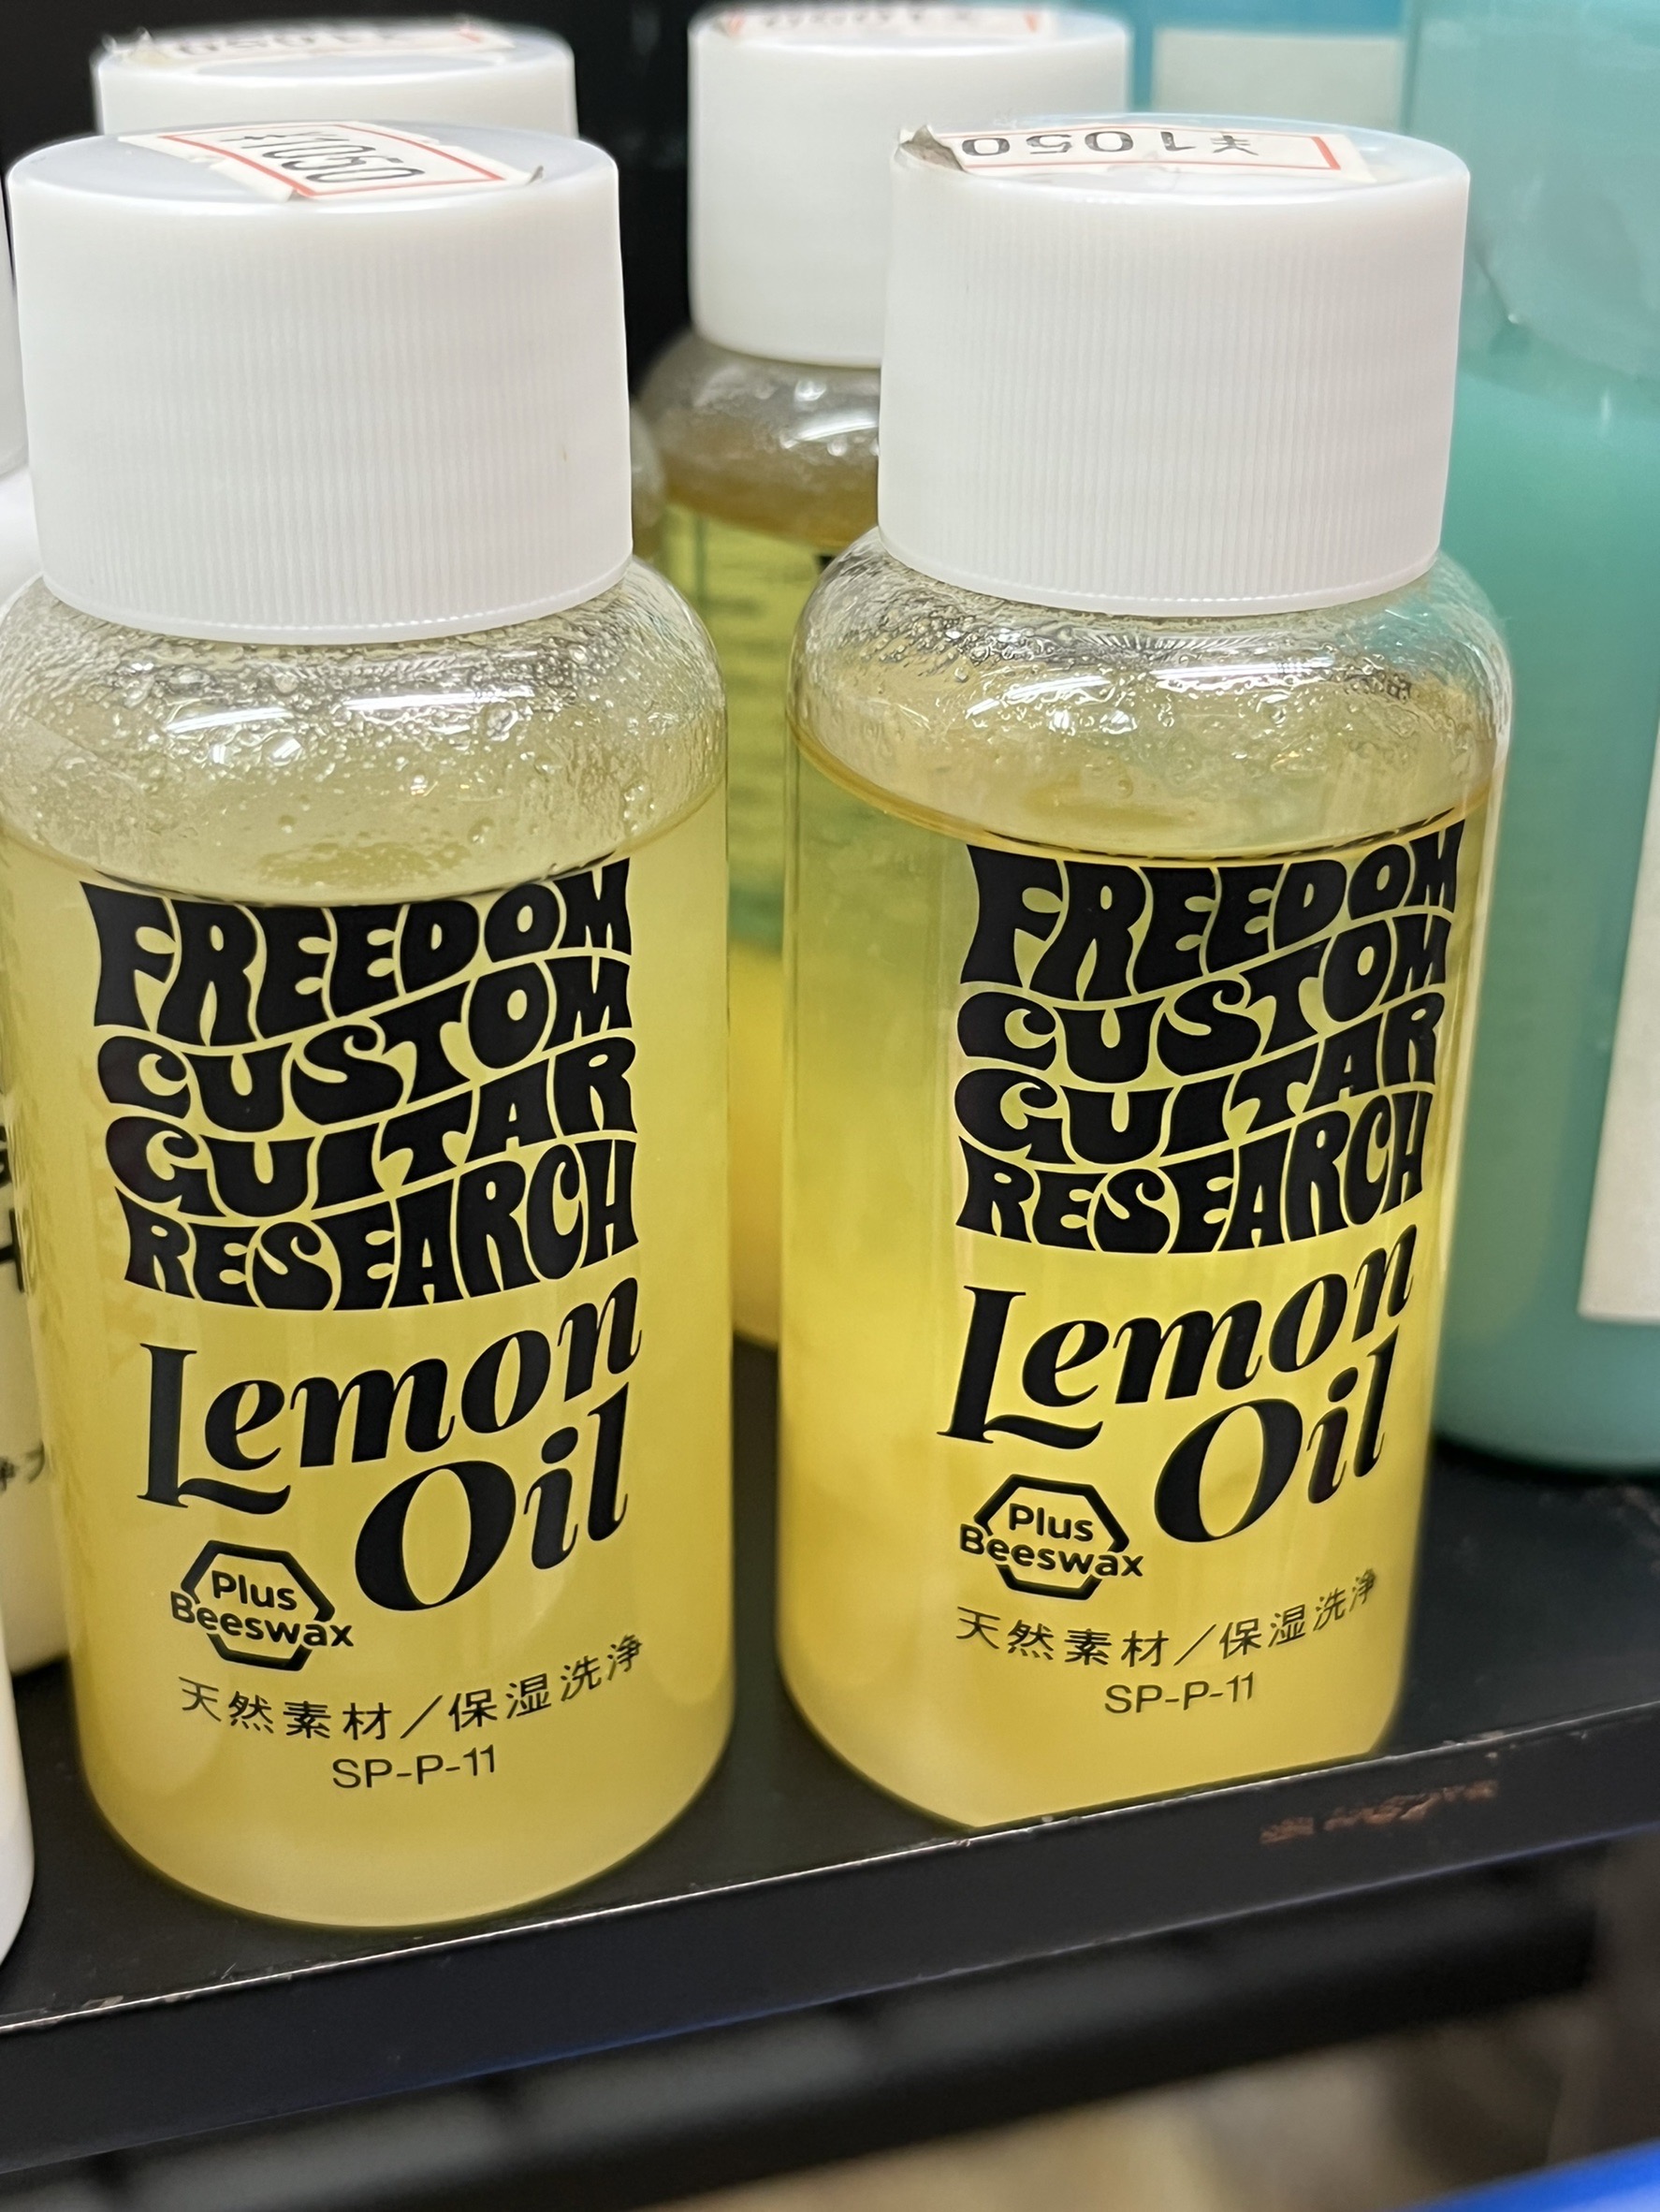 ¥1050
¥1050
FREEDOM
CUSTOM
GUITAR
RESEARCH
Lemon
Oil
Plus
Beeswax
天然素材／保湿洗浄
SP-P-11
FREEDOM
CUSTOM
GUITAR
RESEARCH
Lemon
Oil
Plus
Beeswax
天然素材／保湿洗浄
SP-P-11